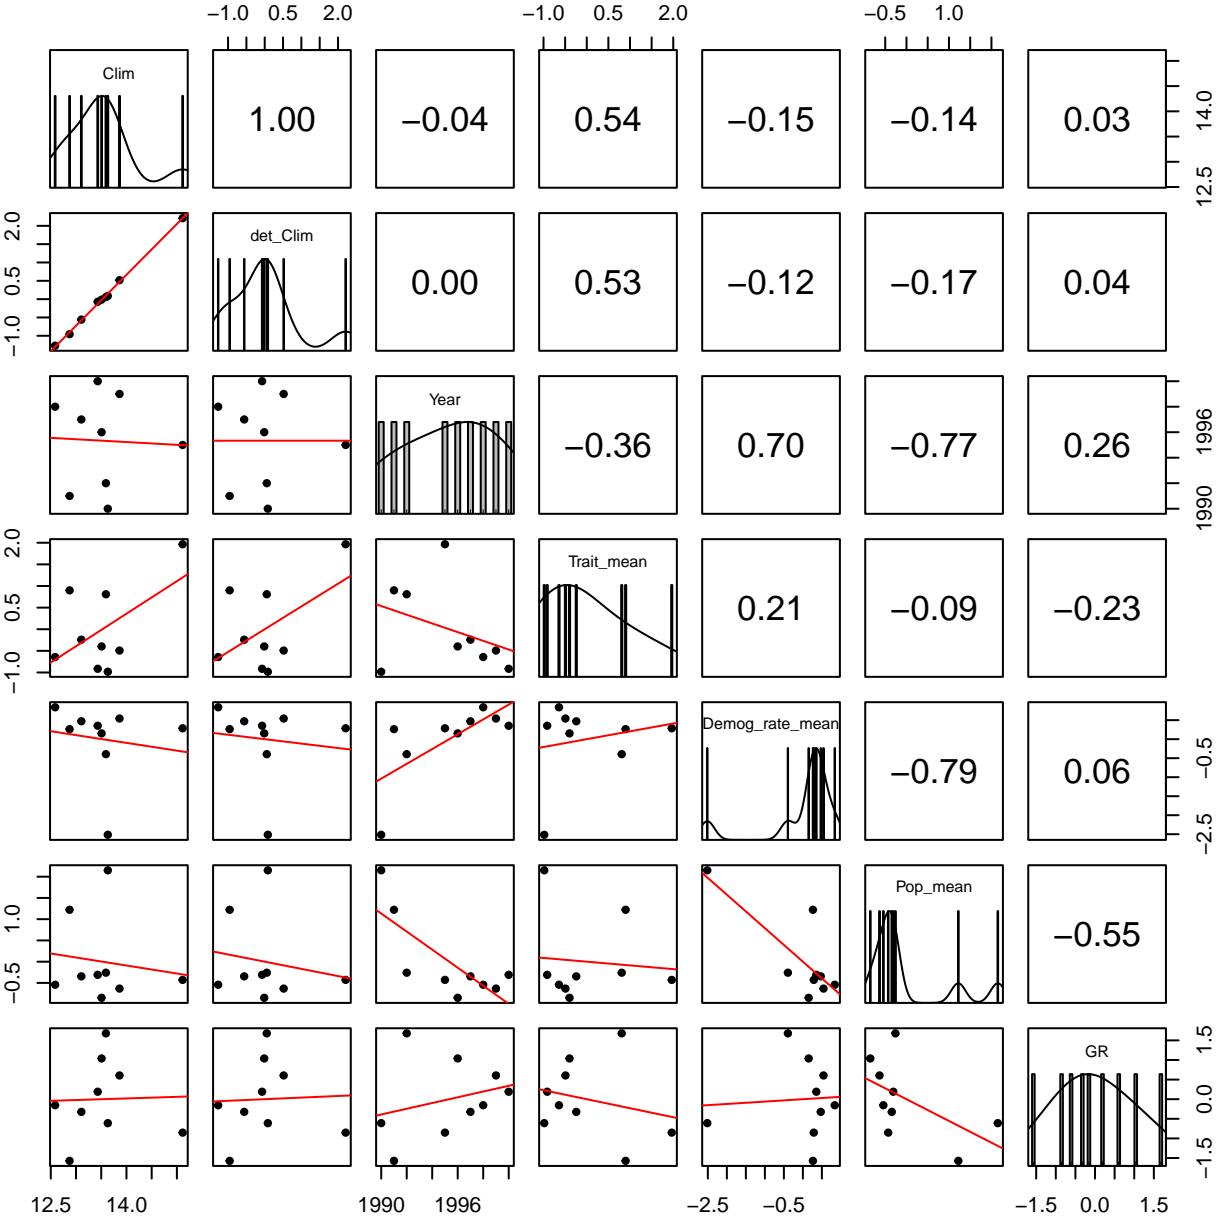 −1.0 0.5 2.0 −1.0 0.5 2.0 −0.5 1.0
Clim 1.00 −0.04 0.54 −0.15 −0.14 0.03 12.5 14.0
−1.0 0.5 2.0 det_Clim 0.00 0.53 −0.12 −0.17 0.04
Year −0.36 0.70 −0.77 0.26 1990 1996
−1.0 0.5 2.0 Trait_mean 0.21 −0.09 −0.23
Demog_rate_mean −0.79 0.06 −2.5 −0.5
−0.5 1.0 Pop_mean −0.55
GR −1.5 0.0 1.5
12.5 14.0 1990 1996 −2.5 −0.5 −1.5 0.0 1.5